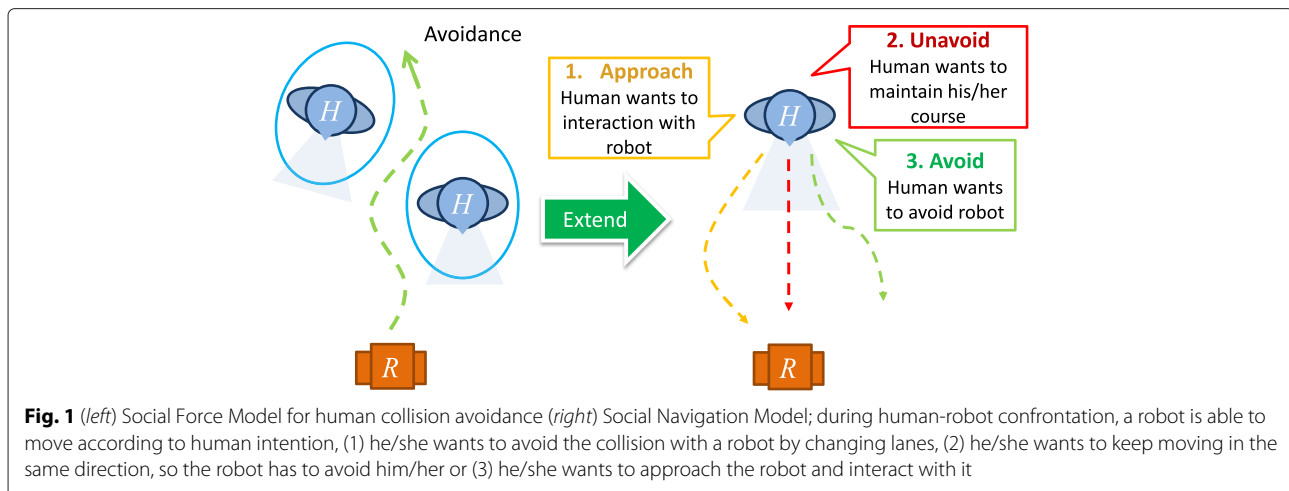 Avoidance
H
H
R
Extend
1. Approach
Human wants to
interaction with
robot
H
2. Unavoid
Human wants to
maintain his/her
course
3. Avoid
Human wants
to avoid robot
R
Fig. 1 (left) Social Force Model for human collision avoidance (right) Social Navigation Model; during human-robot confrontation, a robot is able to
move according to human intention, (1) he/she wants to avoid the collision with a robot by changing lanes, (2) he/she wants to keep moving in the
same direction, so the robot has to avoid him/her or (3) he/she wants to approach the robot and interact with it